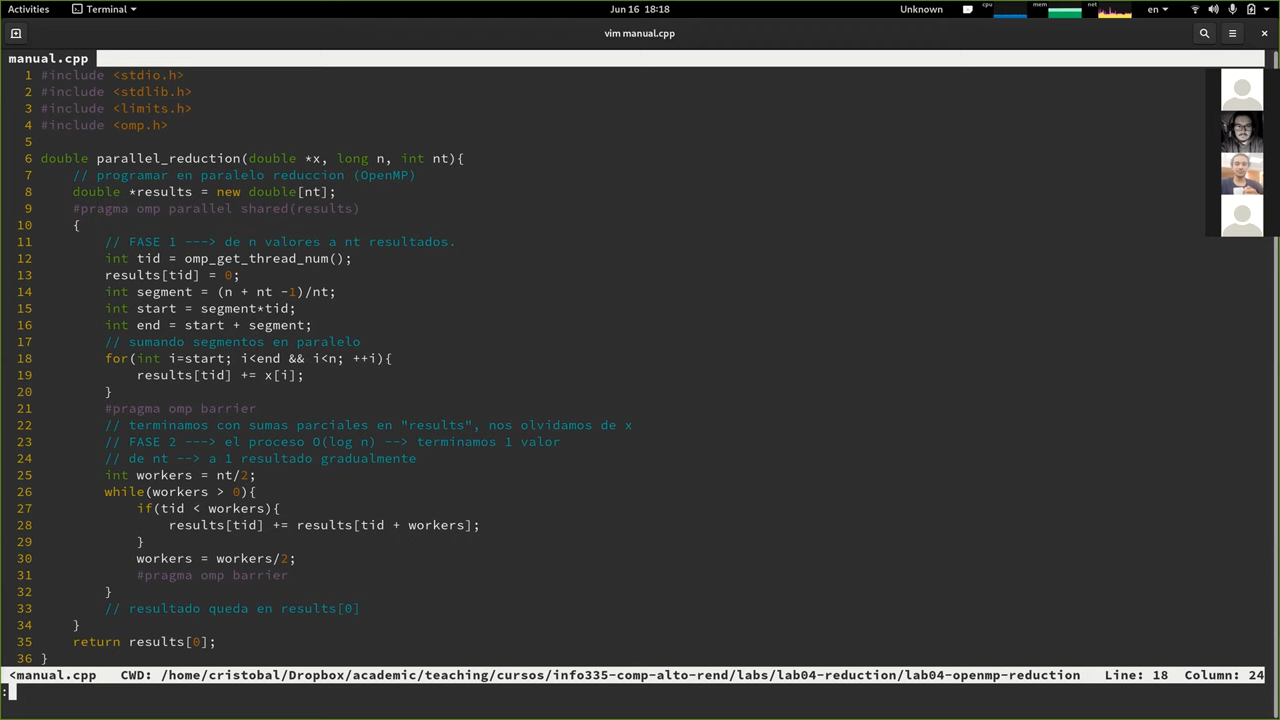 Activities Terminal Jun 16 18:18 Unknown cpu mem net en
vim manual.cpp
manual.cpp
1 #include <stdio.h>
2 #include <stdlib.h>
3 #include <limits.h>
4 #include <omp.h>
5
6 double parallel_reduction(double *x, long n, int nt){
7 // programar en paralelo reduccion (OpenMP)
8 double *results = new double[nt];
9 #pragma omp parallel shared(results)
10 {
11 // FASE 1 ---> de n valores a nt resultados.
12 int tid = omp_get_thread_num();
13 results[tid] = 0;
14 int segment = (n + nt -1)/nt;
15 int start = segment*tid;
16 int end = start + segment;
17 // sumando segmentos en paralelo
18 for(int i=start; i<end && i<n; ++i){
19 results[tid] += x[i];
20 }
21 #pragma omp barrier
22 // terminamos con sumas parciales en "results", nos olvidamos de x
23 // FASE 2 ---> el proceso O(log n) --> terminamos 1 valor
24 // de nt --> a 1 resultado gradualmente
25 int workers = nt/2;
26 while(workers > 0){
27 if(tid < workers){
28 results[tid] += results[tid + workers];
29 }
30 workers = workers/2;
31 #pragma omp barrier
32 }
33 // resultado queda en results[0]
34 }
35 return results[0];
36 }
<manual.cpp CWD: /home/cristobal/Dropbox/academic/teaching/cursos/info335-comp-alto-rend/labs/lab04-reduction/lab04-openmp-reduction Line: 18 Column: 24
: